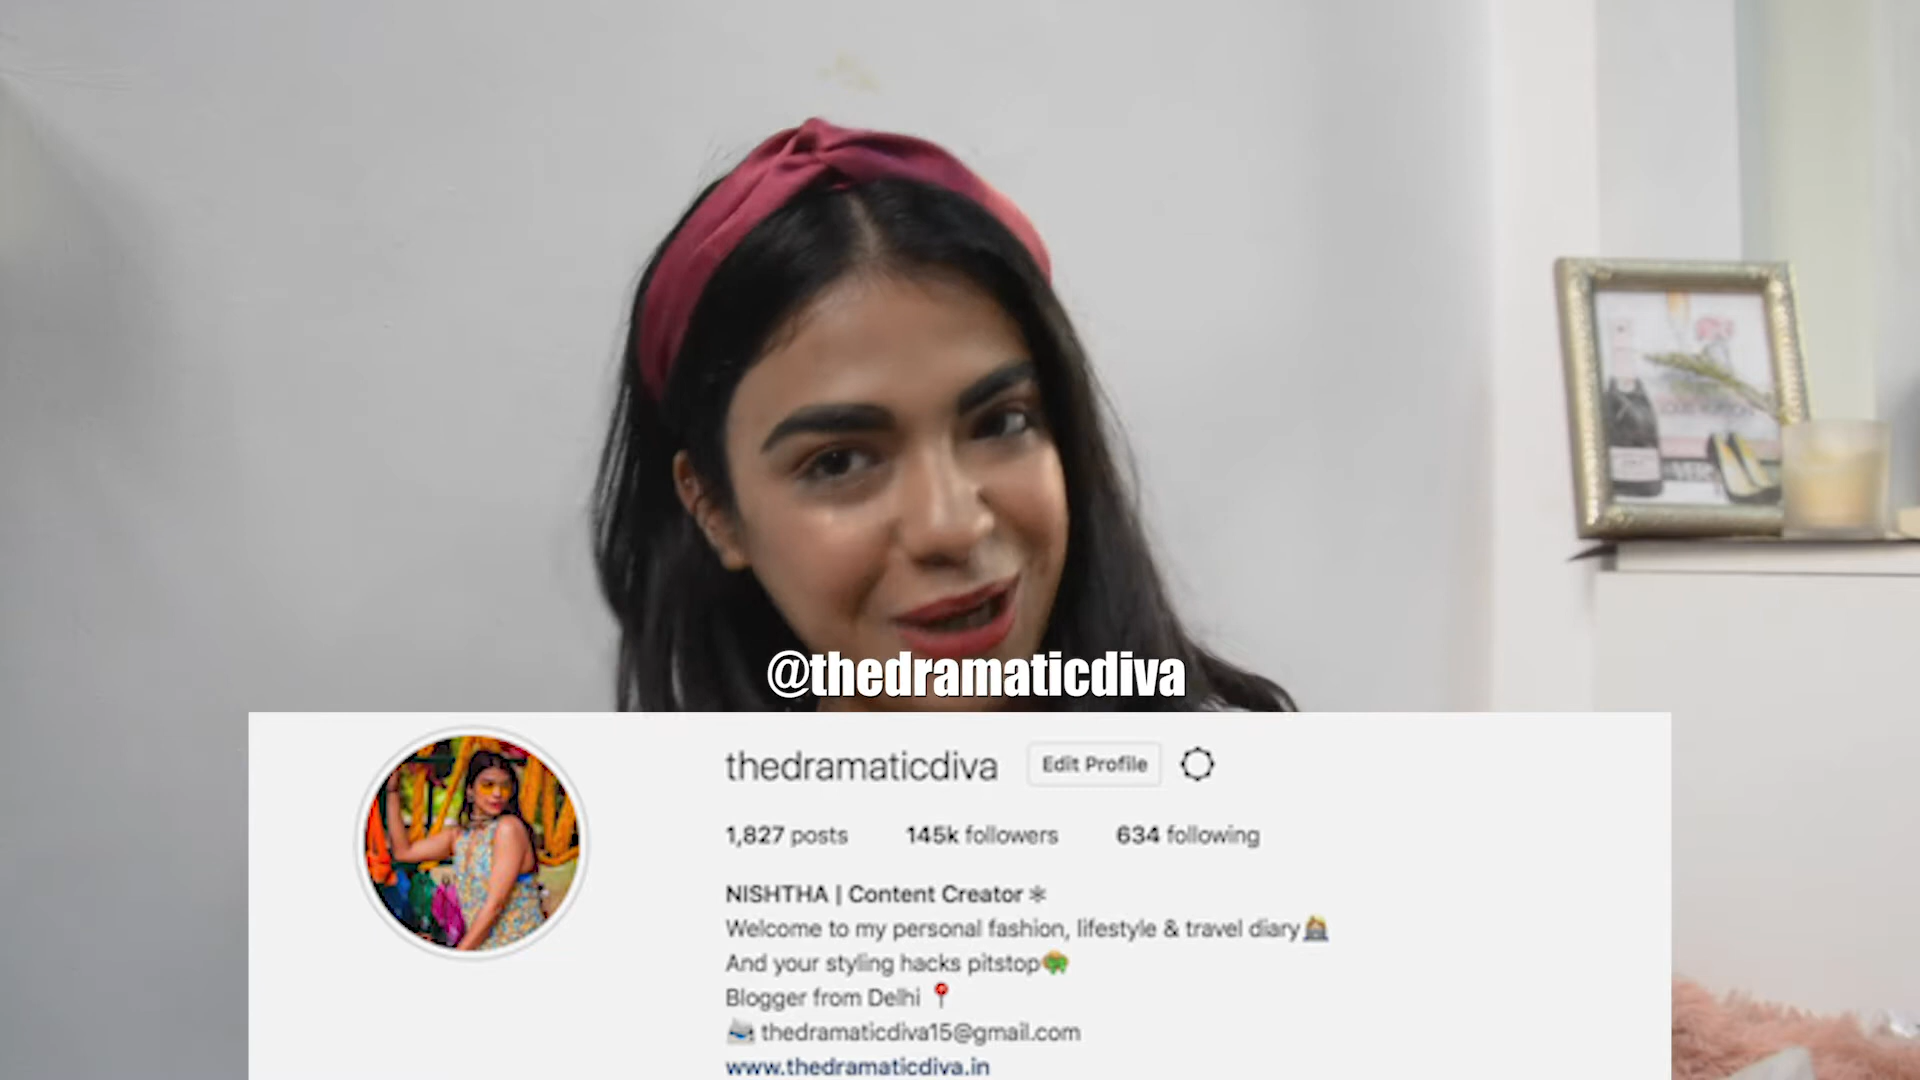 @thedramaticdiva
thedramaticdiva Edit Profile
1,827 posts 145k followers 634 following
NISHTHA | Content Creator
Welcome to my personal fashion, lifestyle & travel diary
And your styling hacks pitstop
Blogger from Delhi 📍
thedramaticdiva15@gmail.com
www.thedramaticdiva.in